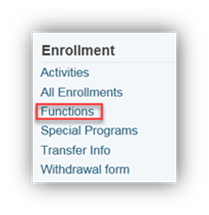 Enrollment
Activities
All Enrollments
Functions
Special Programs
Transfer Info
Withdrawal form